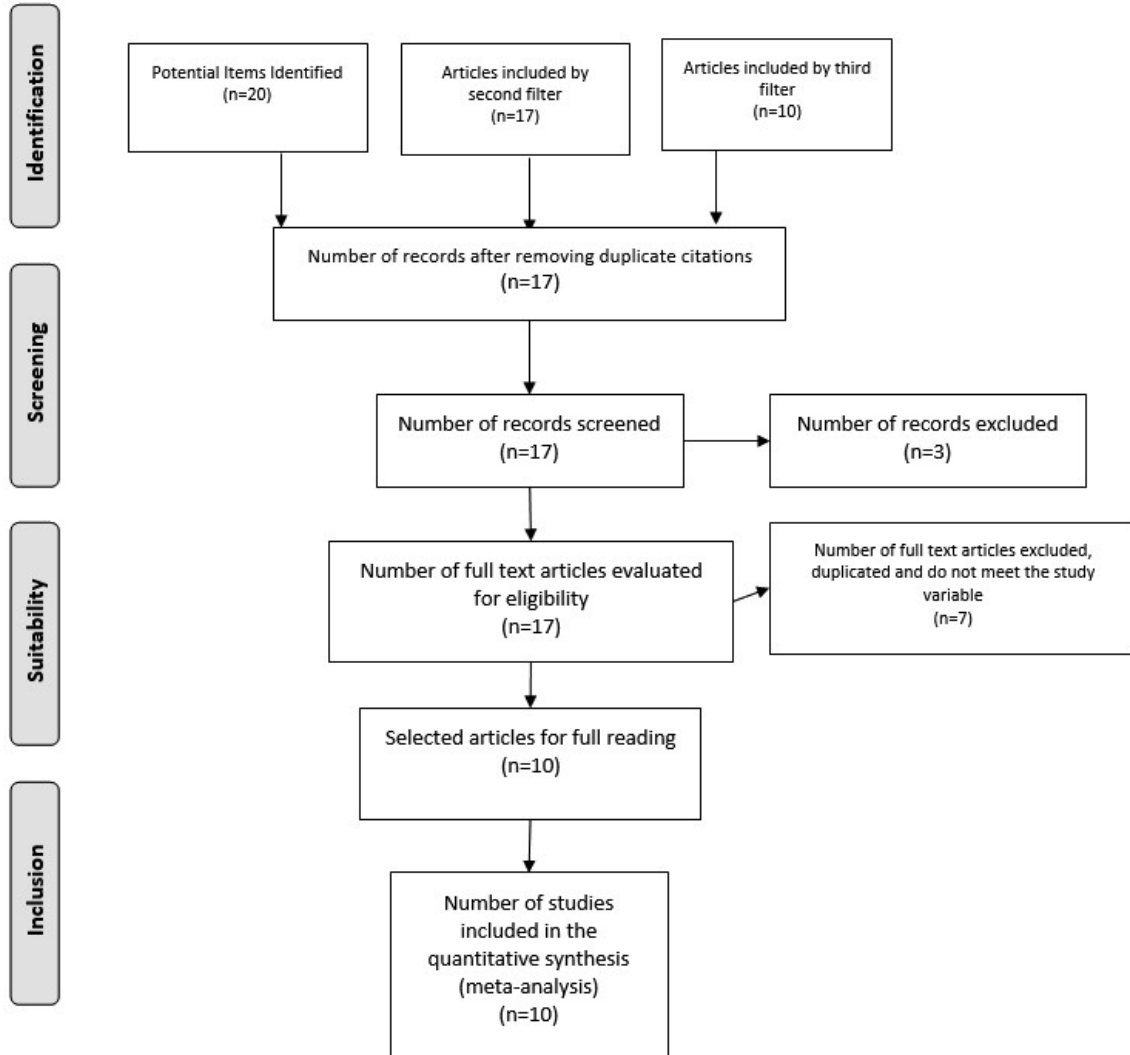 Identification
Potential Items Identified
(n=20)
Articles included by
second filter
(n=17)
Articles included by third
filter
(n=10)
Number of records after removing duplicate citations
(n=17)
Screening
Number of records screened
(n=17)
Number of records excluded
(n=3)
Suitability
Number of full text articles evaluated
for eligibility
(n=17)
Number of full text articles excluded,
duplicated and do not meet the study
variable
(n=7)
Selected articles for full reading
(n=10)
Inclusion
Number of studies
included in the
quantitative synthesis
(meta-analysis)
(n=10)